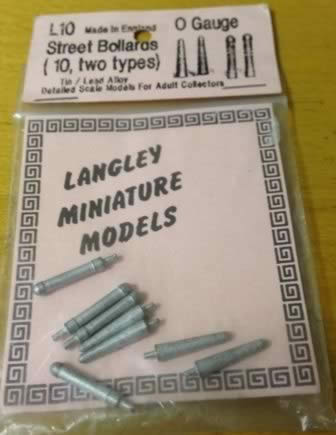 L10 Made In England O Gauge
Street Bollards
( 10, two types)
Tin / Lead Alloy
Detailed Scale Models For Adult Collectors
LANGLEY
MINIATURE
MODELS